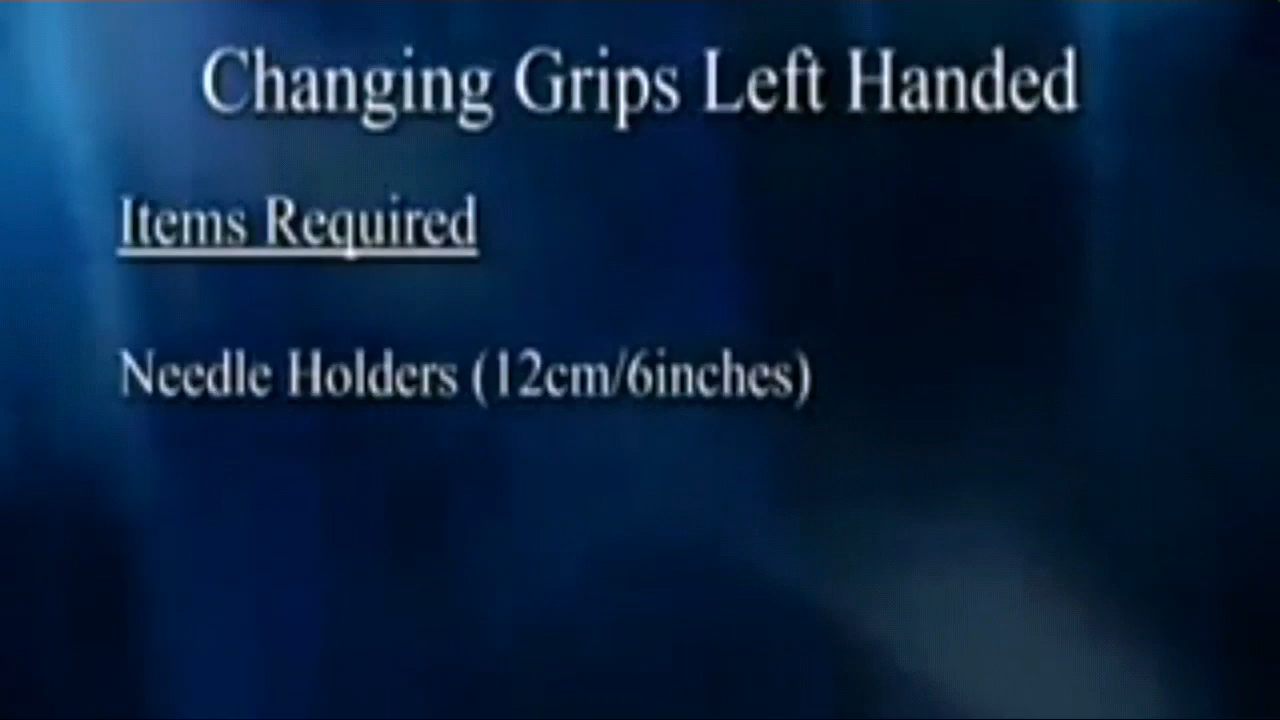 Changing Grips Left Handed
Items Required
Needle Holders (12cm/6inches)